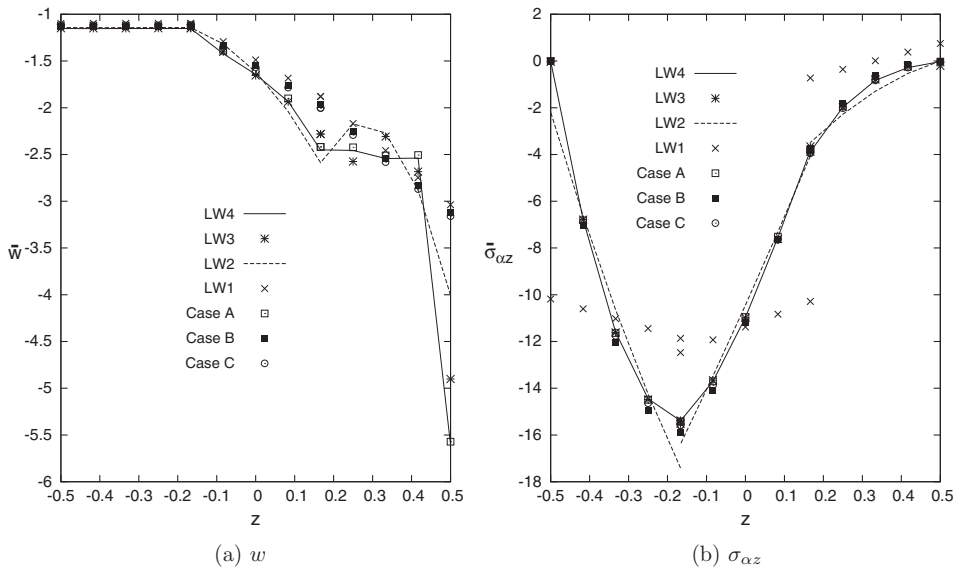 -1
-1.5
-2
-2.5
-3
-3.5
-4
-4.5
-5
-5.5
-6
w̄
LW4
LW3
LW2
LW1
Case A
Case B
Case C
-0.5 -0.4 -0.3 -0.2 -0.1 0 0.1 0.2 0.3 0.4 0.5
z
(a) w
2
0
-2
-4
-6
-8
-10
-12
-14
-16
-18
σ̄αz
LW4
LW3
LW2
LW1
Case A
Case B
Case C
-0.5 -0.4 -0.3 -0.2 -0.1 0 0.1 0.2 0.3 0.4 0.5
z
(b) σαz